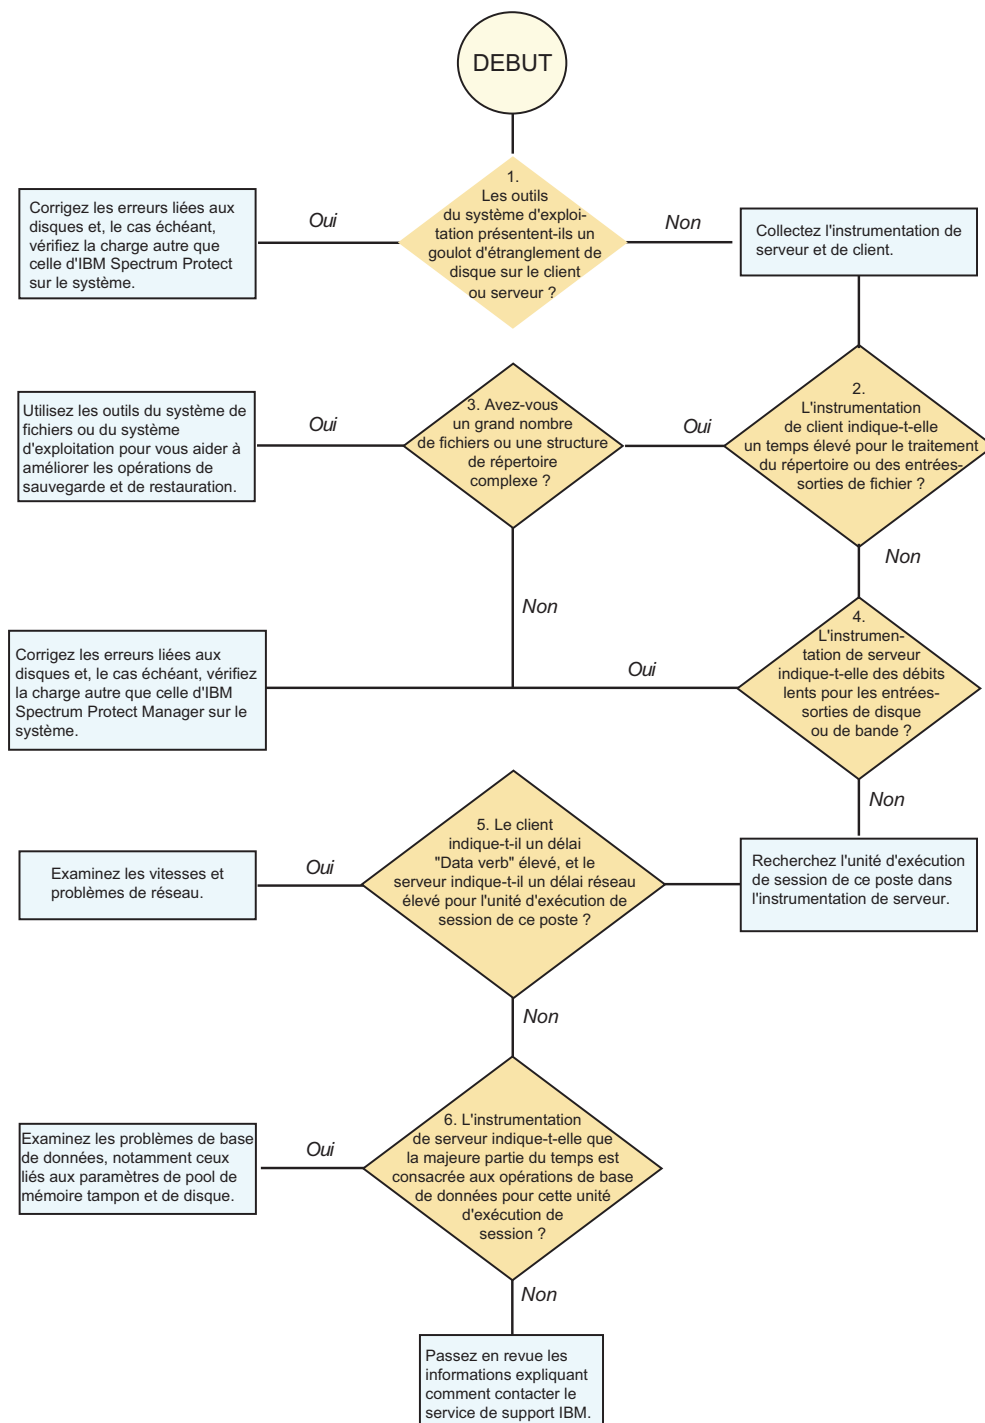 DEBUT
1.
Les outils
du système d'exploi-
tation présentent-ils un
goulot d'étranglement de
disque sur le client
ou serveur ?
Oui
Non
Corrigez les erreurs liées aux
disques et, le cas échéant,
vérifiez la charge autre que
celle d'IBM Spectrum Protect
sur le système.
Collectez l'instrumentation de
serveur et de client.
2.
L'instrumentation
de client indique-t-elle
un temps élevé pour le traitement
du répertoire ou des entrées-
sorties de fichier ?
Oui
Non
3. Avez-vous
un grand nombre
de fichiers ou une structure
de répertoire
complexe ?
Oui
Non
Utilisez les outils du système de
fichiers ou du système
d'exploitation pour vous aider à
améliorer les opérations de
sauvegarde et de restauration.
4.
L'instrumen-
tation de serveur
indique-t-elle des débits
lents pour les entrées-
sorties de disque
ou de bande ?
Oui
Non
Corrigez les erreurs liées aux
disques et, le cas échéant, vérifiez
la charge autre que celle d'IBM
Spectrum Protect Manager sur le
système.
Recherchez l'unité d'exécution
de session de ce poste dans
l'instrumentation de serveur.
5. Le client
indique-t-il un délai
"Data verb" élevé, et le
serveur indique-t-il un délai réseau
élevé pour l'unité d'exécution de
session de ce poste ?
Oui
Non
Examinez les vitesses et
problèmes de réseau.
6. L'instrumentation
de serveur indique-t-elle que
la majeure partie du temps est
consacrée aux opérations de base
de données pour cette unité
d'exécution de
session ?
Oui
Non
Examinez les problèmes de base
de données, notamment ceux
liés aux paramètres de pool de
mémoire tampon et de disque.
Passez en revue les
informations expliquant
comment contacter le
service de support IBM.